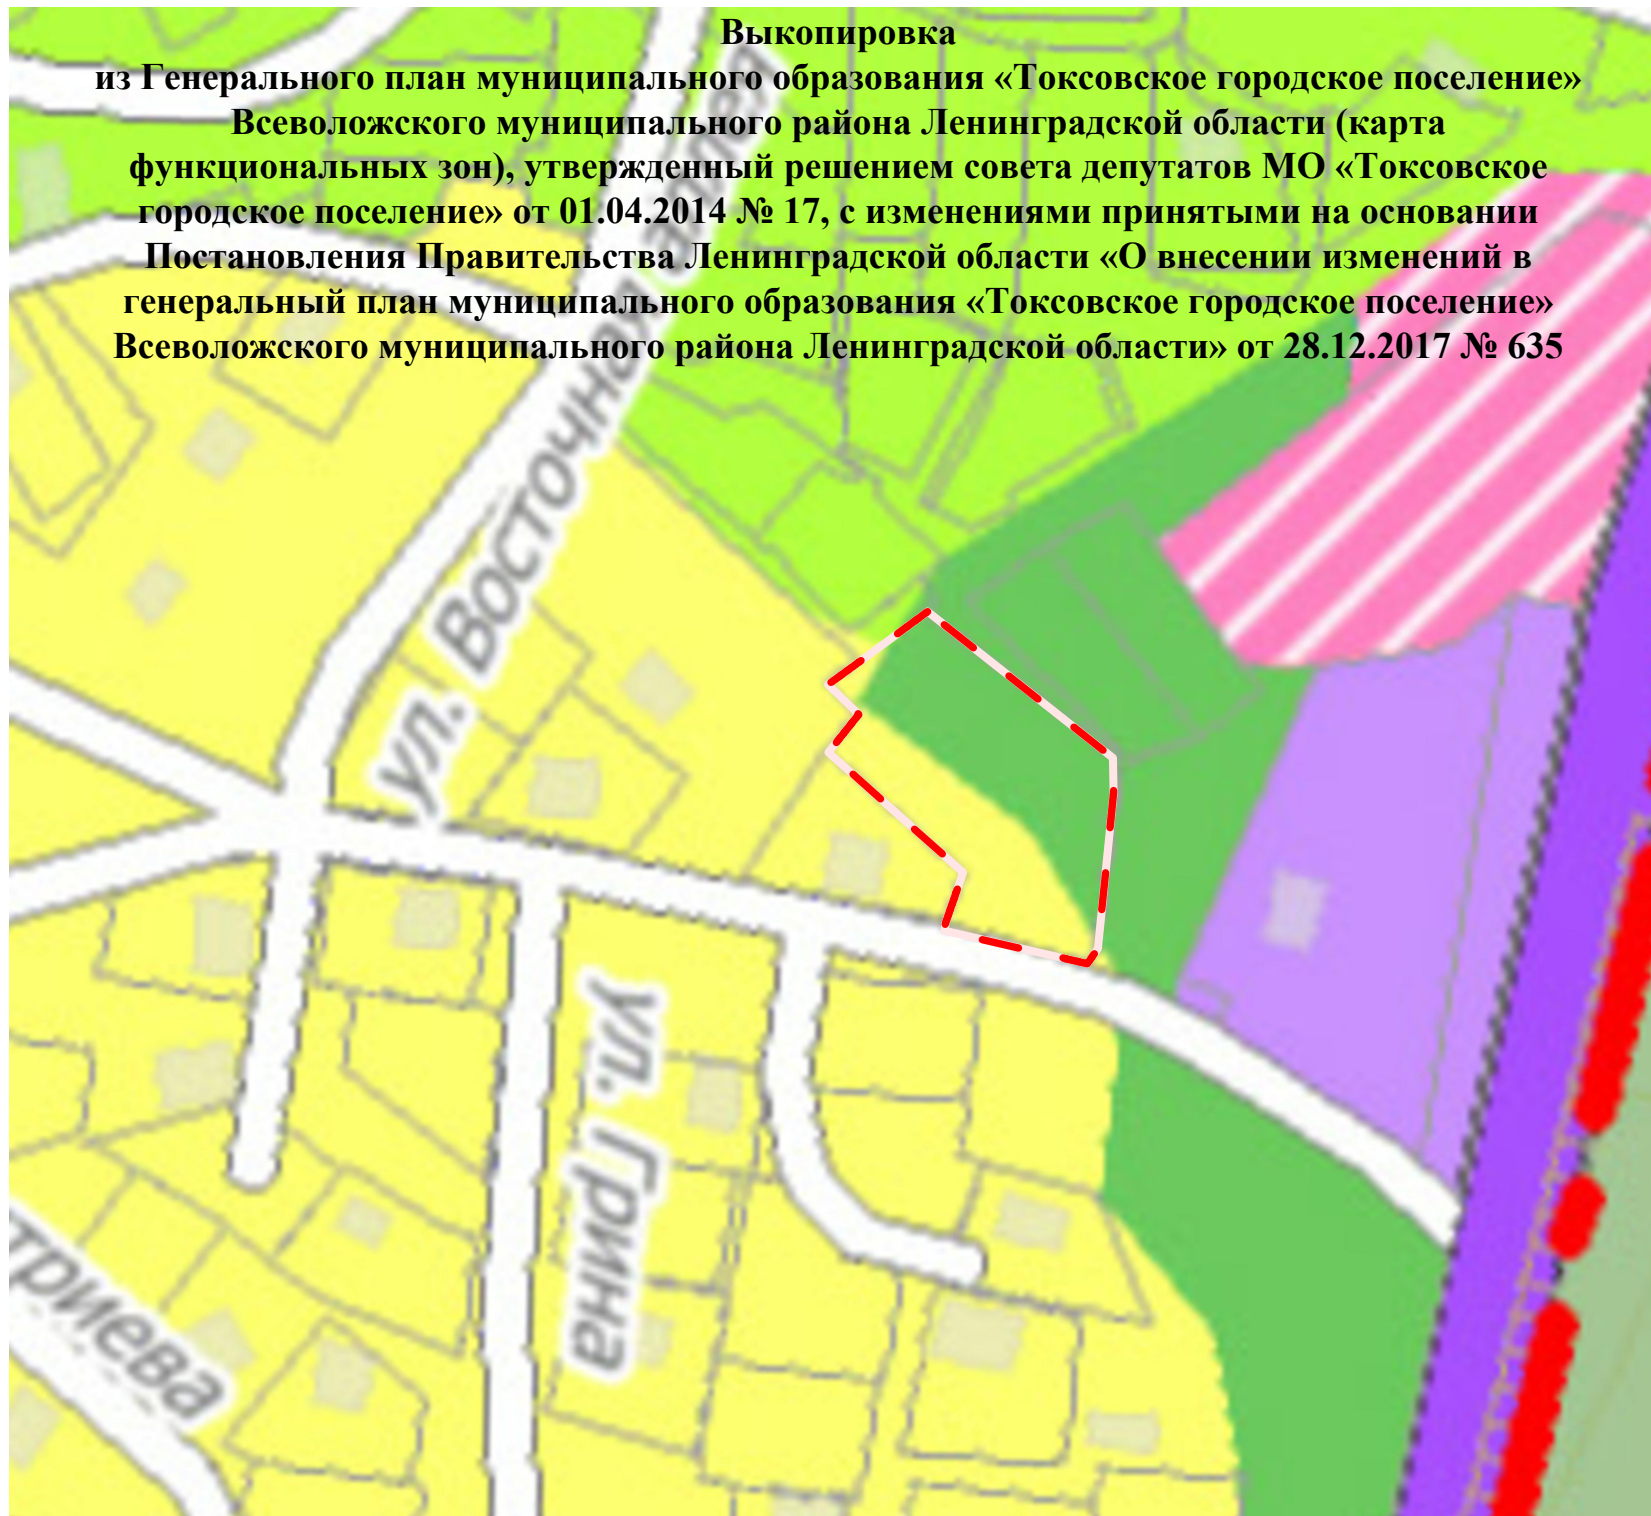 Выкопировка
из Генерального план муниципального образования «Токсовское городское поселение»
Всеволожского муниципального района Ленинградской области (карта
функциональных зон), утвержденный решением совета депутатов МО «Токсовское
городское поселение» от 01.04.2014 № 17, с изменениями принятыми на основании
Постановления Правительства Ленинградской области «О внесении изменений в
генеральный план муниципального образования «Токсовское городское поселение»
Всеволожского муниципального района Ленинградской области» от 28.12.2017 № 635
ул. Восточная аллея
ул. Грина
триева